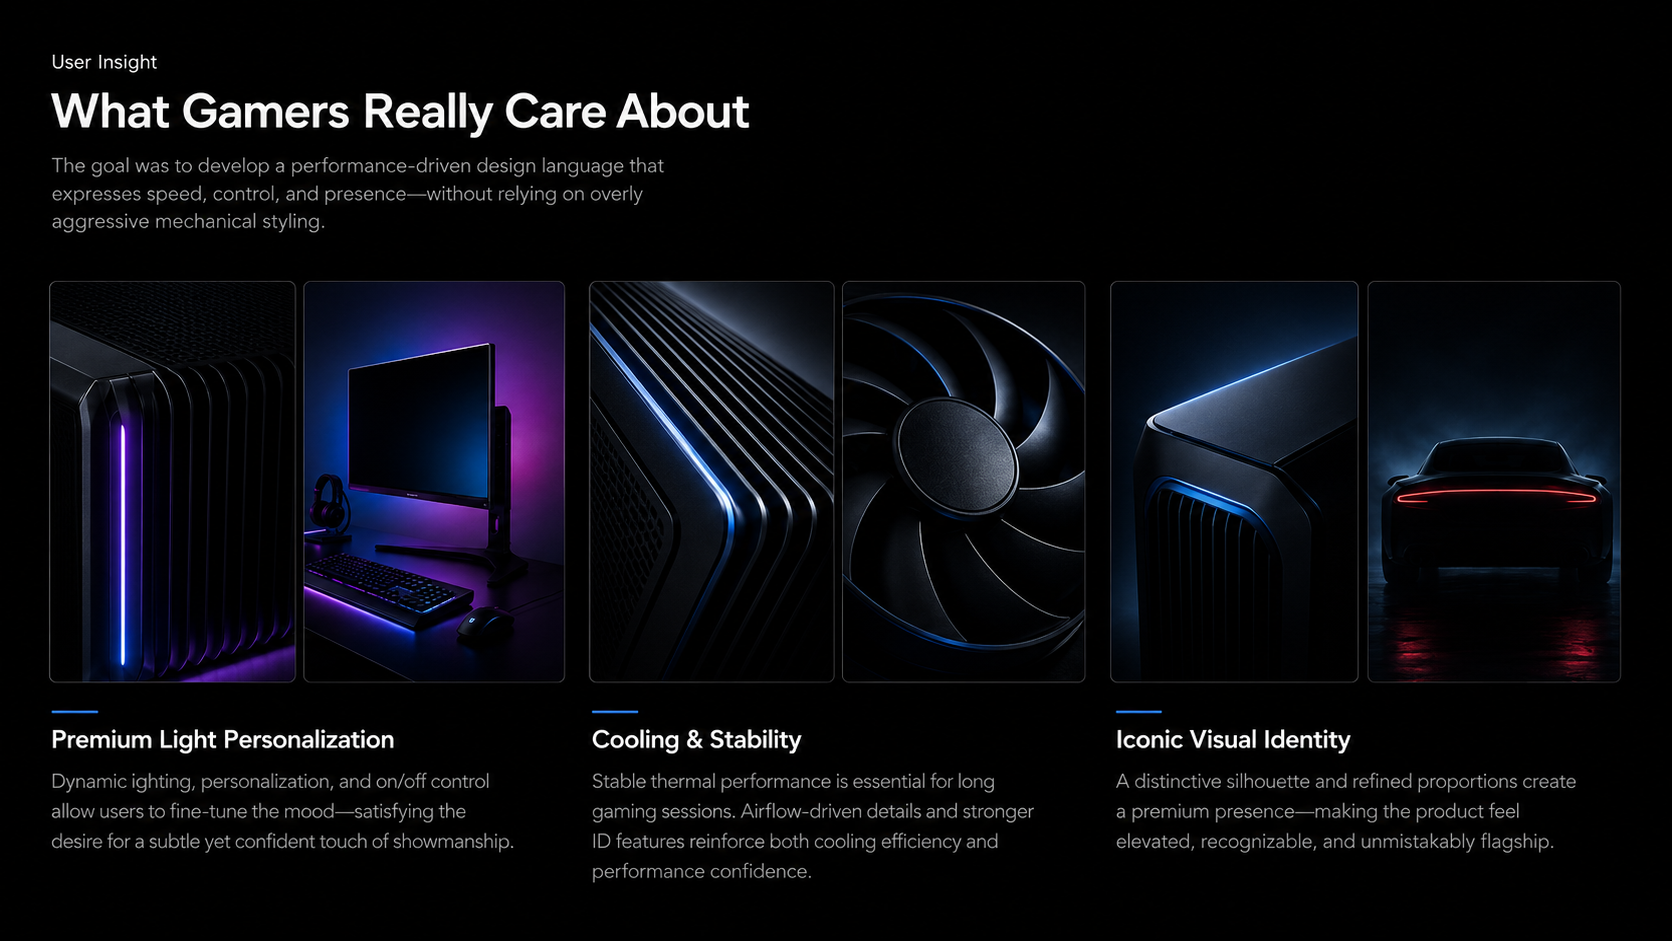 User Insight
What Gamers Really Care About
The goal was to develop a performance-driven design language that
expresses speed, control, and presence—without relying on overly
aggressive mechanical styling.
Premium Light Personalization
Dynamic ighting, personalization, and on/off control
allow users to fine-tune the mood—satisfying the
desire for a subtle yet confident touch of showmanship.
Cooling & Stability
Stable thermal performance is essential for long
gaming sessions. Airflow-driven details and stronger
ID features reinforce both cooling efficiency and
performance confidence.
Iconic Visual Identity
A distinctive silhouette and refined proportions create
a premium presence—making the product feel
elevated, recognizable, and unmistakably flagship.